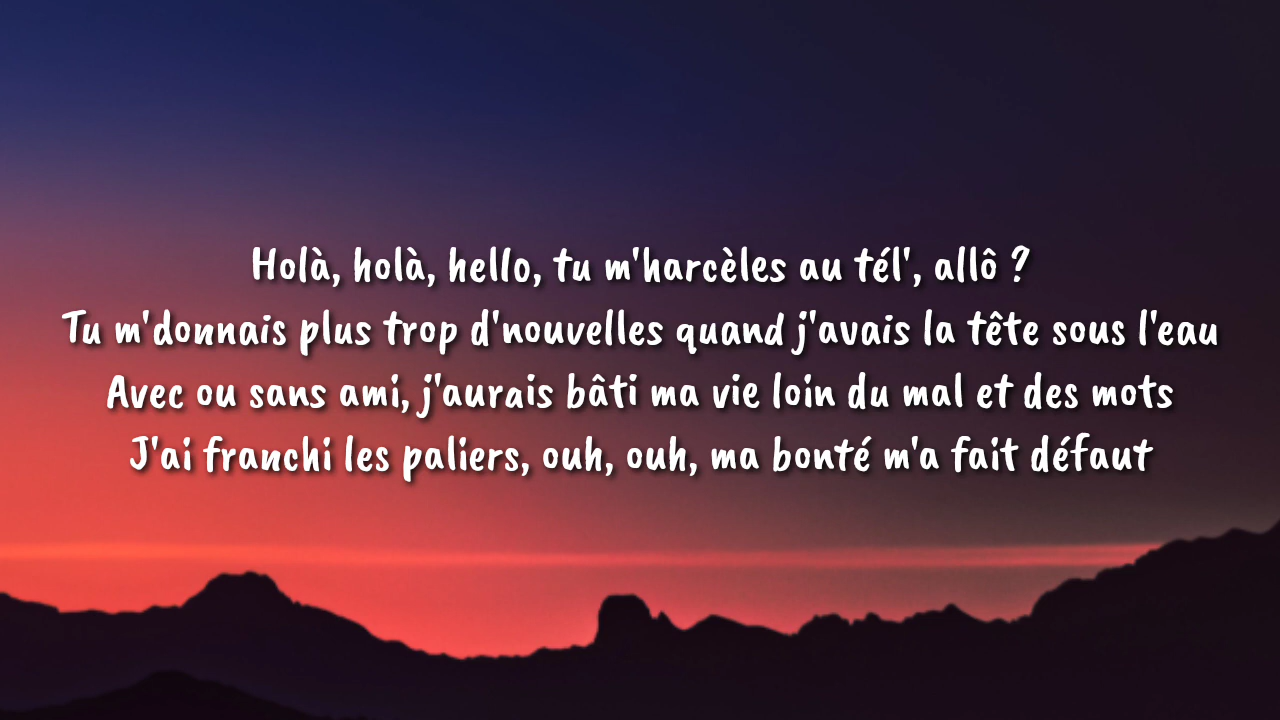 Holà, holà, hello, tu m'harcèles au tél', allô ?
Tu m'donnais plus trop d'nouvelles quand j'avais la tête sous l'eau
Avec ou sans ami, j'aurais bâti ma vie loin du mal et des mots
J'ai franchi les paliers, ouh, ouh, ma bonté m'a fait défaut